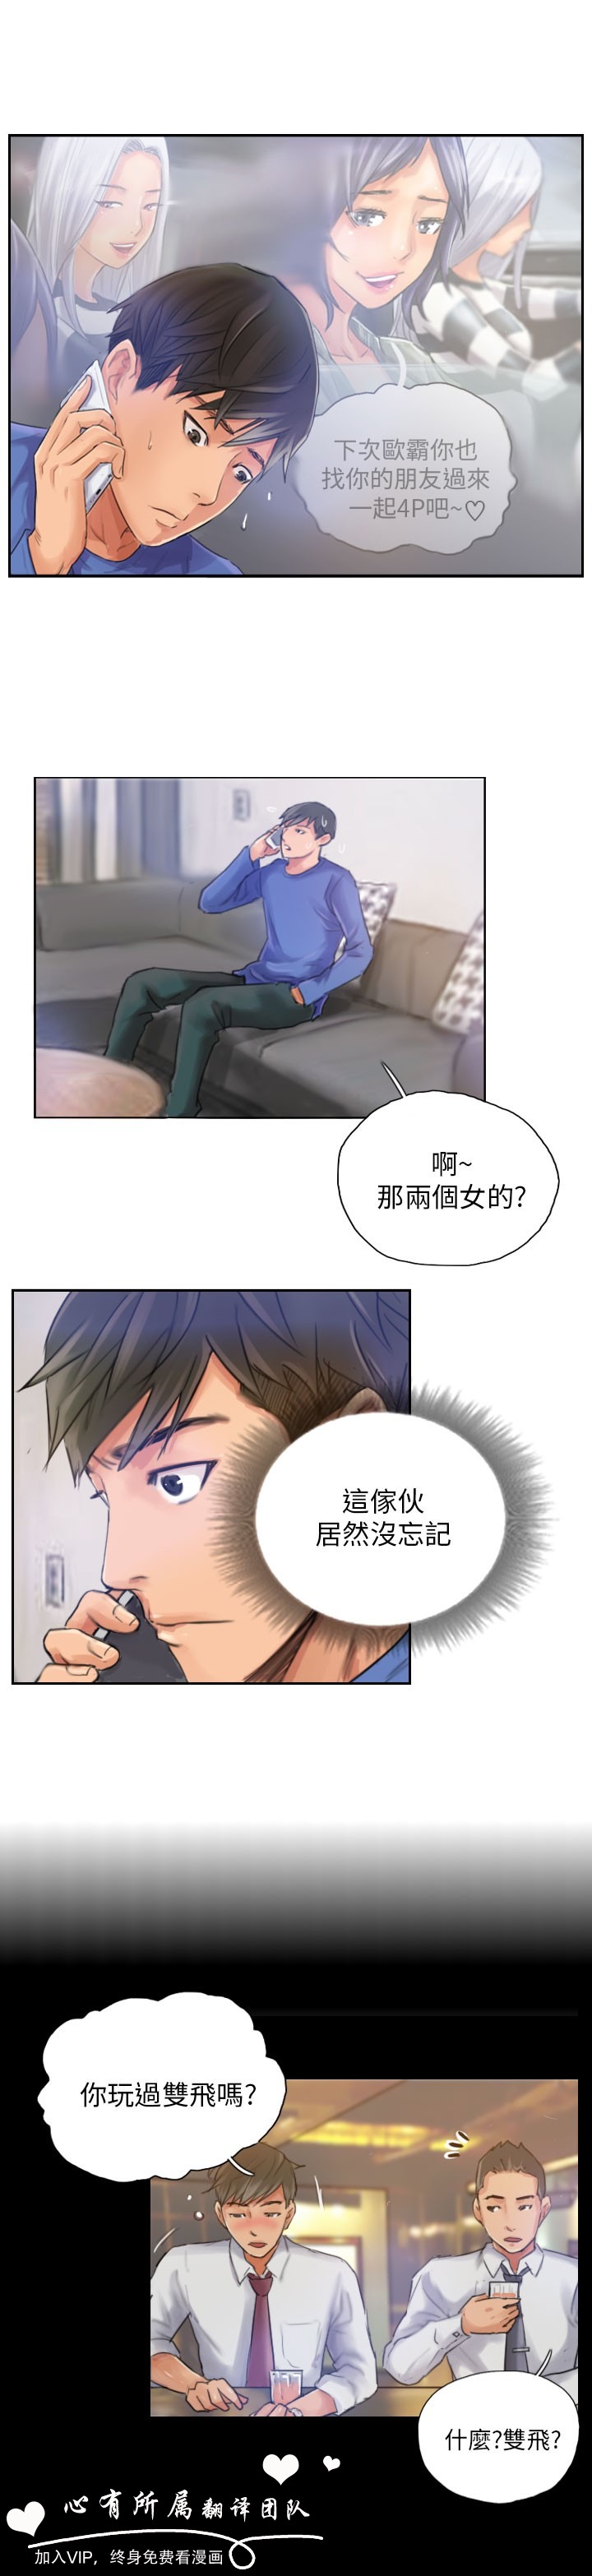 下次歐霸你也
找你的朋友過來
一起4P吧~♡
啊~
那兩個女的?
這傢伙
居然沒忘記
你玩過雙飛嗎?
什麼?雙飛?
心有所属翻译团队
加入VIP，终身免费看漫画